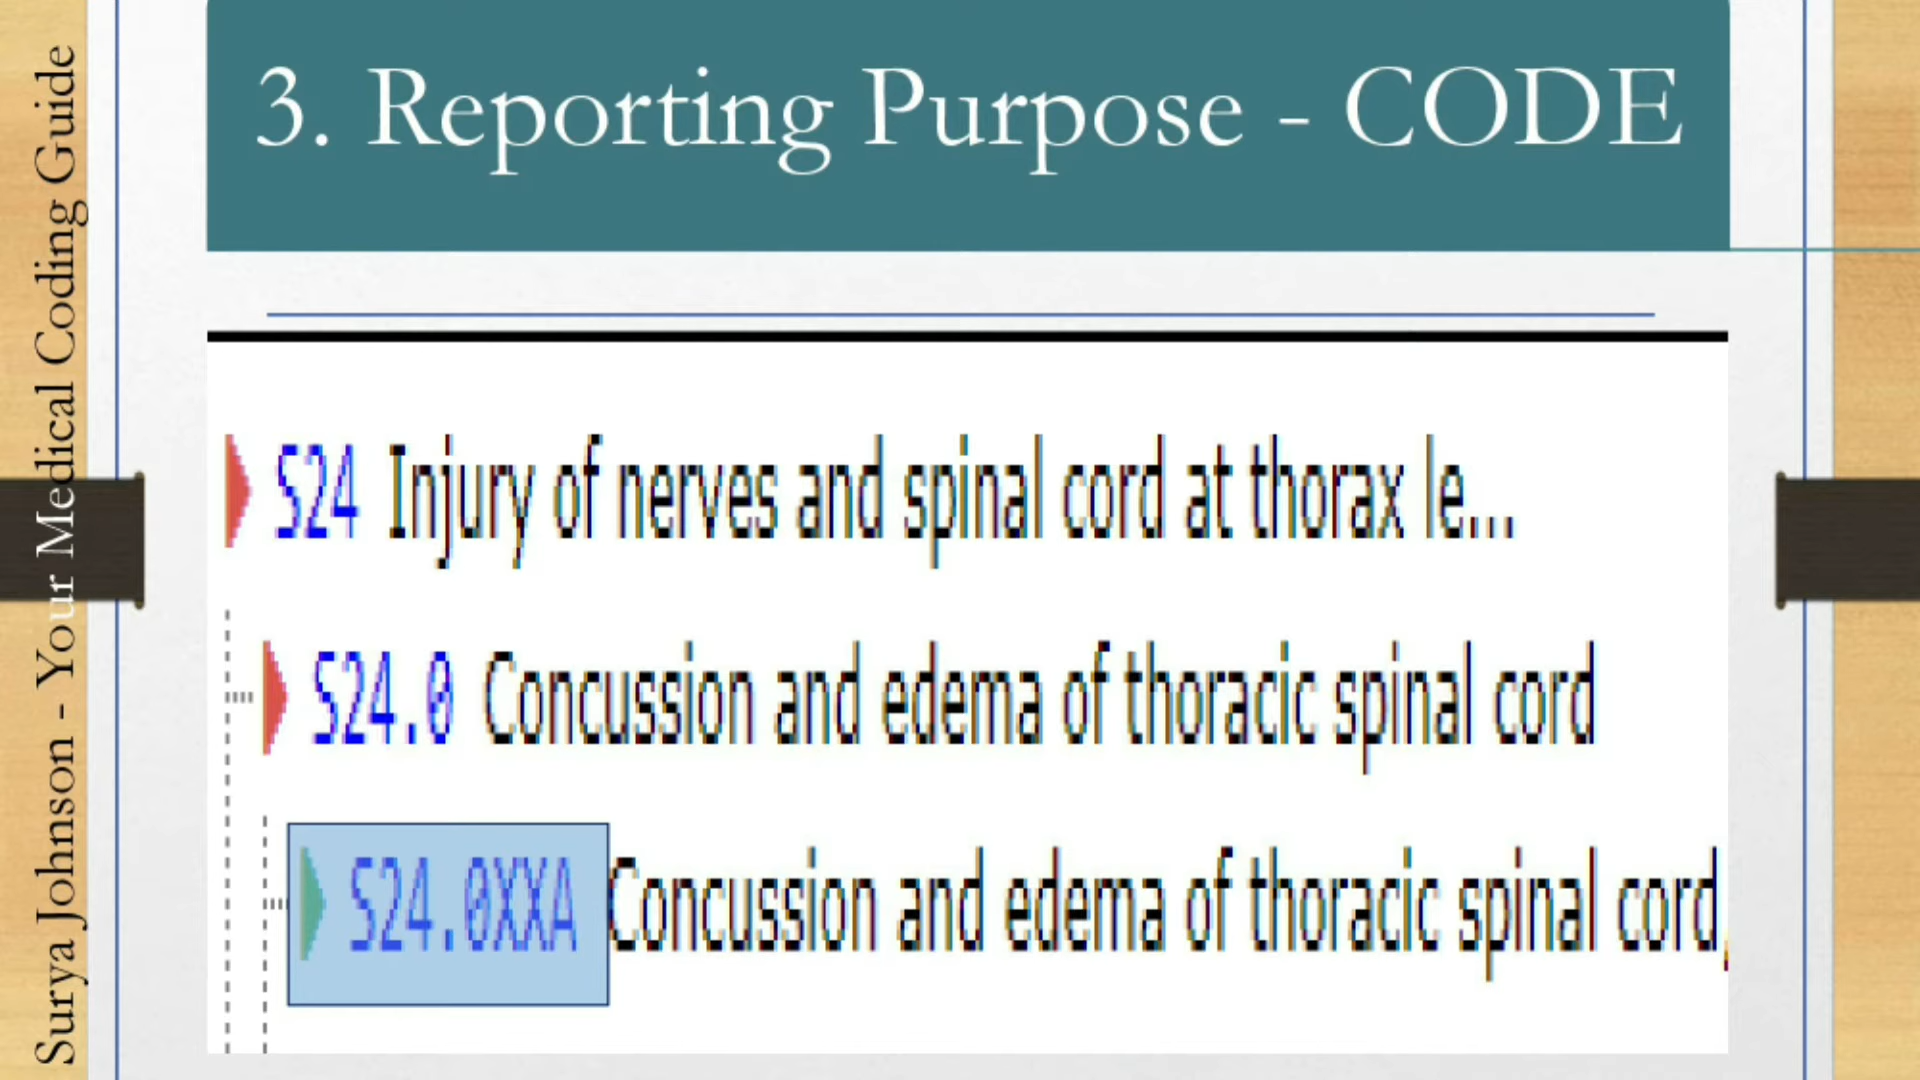 3. Reporting Purpose - CODE
S24 Injury of nerves and spinal cord at thorax le...
S24.0 Concussion and edema of thoracic spinal cord
S24.0XXA Concussion and edema of thoracic spinal cord,
Surya Johnson - Your Medical Coding Guide